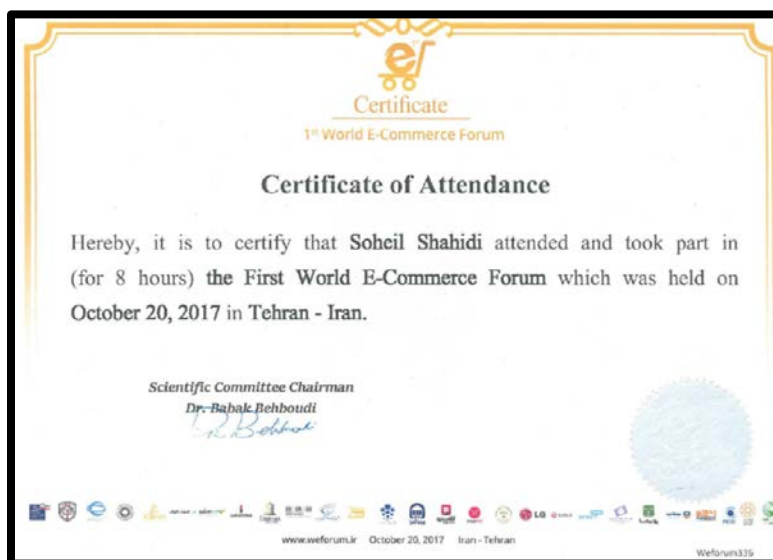 Certificate
1st World E-Commerce Forum
Certificate of Attendance
Hereby, it is to certify that Soheil Shahidi attended and took part in
(for 8 hours) the First World E-Commerce Forum which was held on
October 20, 2017 in Tehran - Iran.
Scientific Committee Chairman
Dr. Babak Behboudi
LG
www.weforum.ir October 20, 2017 Iran - Tehran
Weforum336